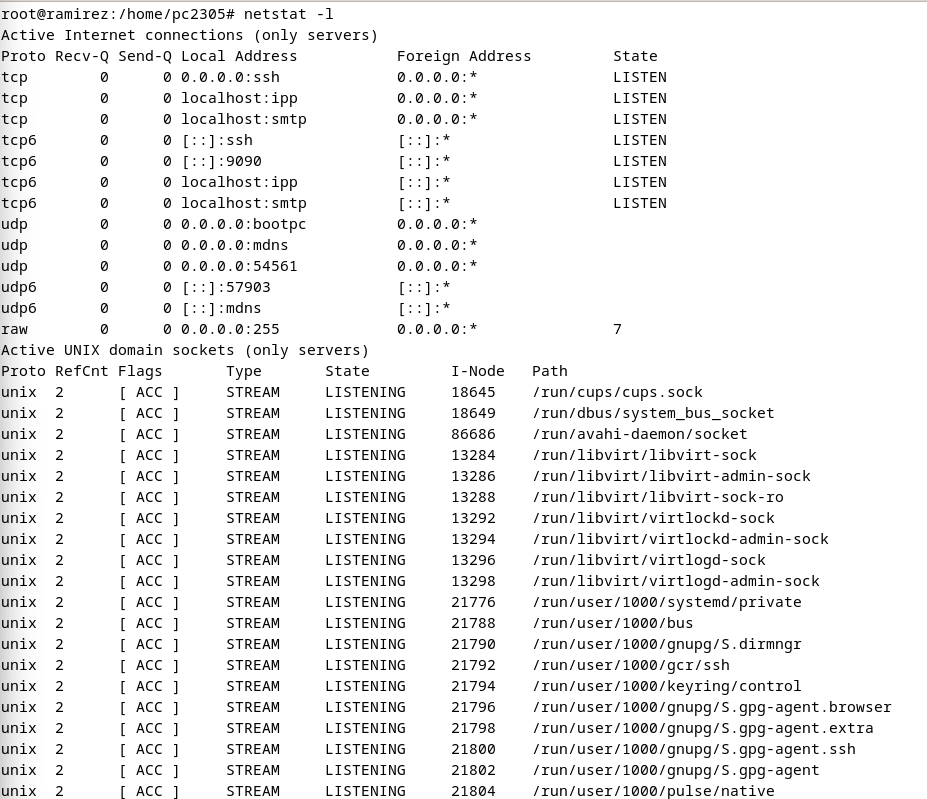 root@ramirez:/home/pc2305# netstat -l
Active Internet connections (only servers)
Proto Recv-Q Send-Q Local Address           Foreign Address         State
tcp        0      0 0.0.0.0:ssh             0.0.0.0:*               LISTEN
tcp        0      0 localhost:ipp           0.0.0.0:*               LISTEN
tcp        0      0 localhost:smtp          0.0.0.0:*               LISTEN
tcp6       0      0 [::]:ssh                [::]:*                  LISTEN
tcp6       0      0 [::]:9090               [::]:*                  LISTEN
tcp6       0      0 localhost:ipp           [::]:*                  LISTEN
tcp6       0      0 localhost:smtp          [::]:*                  LISTEN
udp        0      0 0.0.0.0:bootpc          0.0.0.0:*
udp        0      0 0.0.0.0:mdns            0.0.0.0:*
udp        0      0 0.0.0.0:54561           0.0.0.0:*
udp6       0      0 [::]:57903              [::]:*
udp6       0      0 [::]:mdns               [::]:*
raw        0      0 0.0.0.0:255             0.0.0.0:*               7
Active UNIX domain sockets (only servers)
Proto RefCnt Flags       Type       State         I-Node   Path
unix  2      [ ACC ]     STREAM     LISTENING     18645    /run/cups/cups.sock
unix  2      [ ACC ]     STREAM     LISTENING     18649    /run/dbus/system_bus_socket
unix  2      [ ACC ]     STREAM     LISTENING     86686    /run/avahi-daemon/socket
unix  2      [ ACC ]     STREAM     LISTENING     13284    /run/libvirt/libvirt-sock
unix  2      [ ACC ]     STREAM     LISTENING     13286    /run/libvirt/libvirt-admin-sock
unix  2      [ ACC ]     STREAM     LISTENING     13288    /run/libvirt/libvirt-sock-ro
unix  2      [ ACC ]     STREAM     LISTENING     13292    /run/libvirt/virtlockd-sock
unix  2      [ ACC ]     STREAM     LISTENING     13294    /run/libvirt/virtlockd-admin-sock
unix  2      [ ACC ]     STREAM     LISTENING     13296    /run/libvirt/virtlogd-sock
unix  2      [ ACC ]     STREAM     LISTENING     13298    /run/libvirt/virtlogd-admin-sock
unix  2      [ ACC ]     STREAM     LISTENING     21776    /run/user/1000/systemd/private
unix  2      [ ACC ]     STREAM     LISTENING     21788    /run/user/1000/bus
unix  2      [ ACC ]     STREAM     LISTENING     21790    /run/user/1000/gnupg/S.dirmngr
unix  2      [ ACC ]     STREAM     LISTENING     21792    /run/user/1000/gcr/ssh
unix  2      [ ACC ]     STREAM     LISTENING     21794    /run/user/1000/keyring/control
unix  2      [ ACC ]     STREAM     LISTENING     21796    /run/user/1000/gnupg/S.gpg-agent.browser
unix  2      [ ACC ]     STREAM     LISTENING     21798    /run/user/1000/gnupg/S.gpg-agent.extra
unix  2      [ ACC ]     STREAM     LISTENING     21800    /run/user/1000/gnupg/S.gpg-agent.ssh
unix  2      [ ACC ]     STREAM     LISTENING     21802    /run/user/1000/gnupg/S.gpg-agent
unix  2      [ ACC ]     STREAM     LISTENING     21804    /run/user/1000/pulse/native